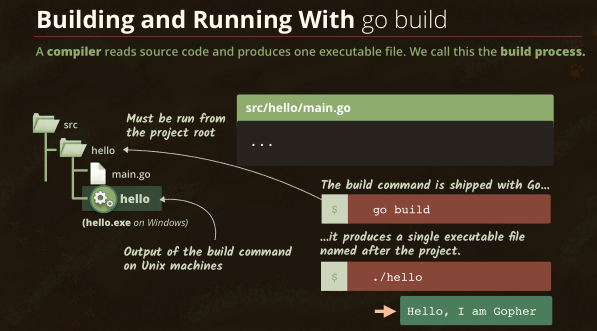 Building and Running With go build
A compiler reads source code and produces one executable file. We call this the build process.
src/hello/main.go
...
src
hello
main.go
hello
(hello.exe on Windows)
Must be run from
the project root
Output of the build command
on Unix machines
The build command is shipped with Go...
$ go build
...it produces a single executable file
named after the project.
$ ./hello
Hello, I am Gopher